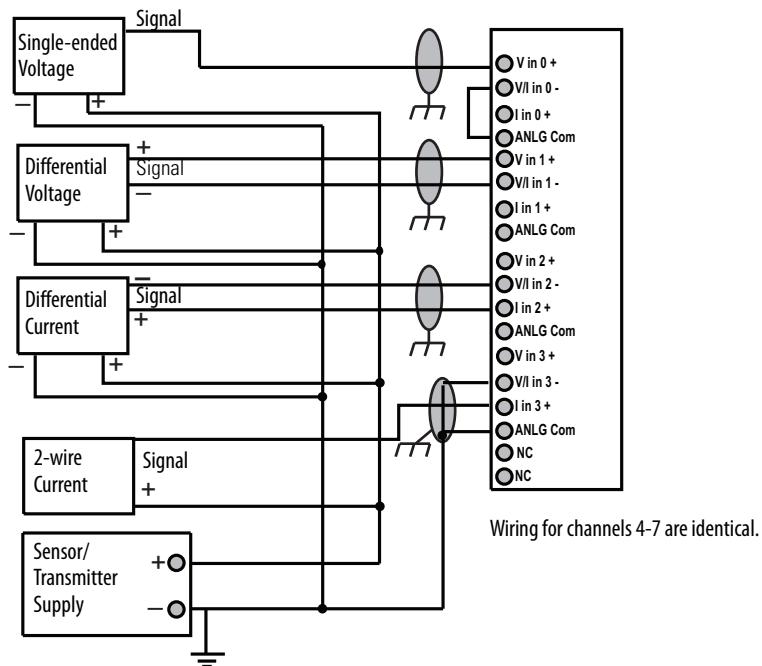 Signal
Single-ended
Voltage
− +
Differential
Voltage
+
Signal
−
− +
Differential
Current
−
Signal
+
− +
2-wire
Current
Signal
+
Sensor/
Transmitter
Supply
+
−
V in 0 +
V/I in 0 -
I in 0 +
ANLG Com
V in 1 +
V/I in 1 -
I in 1 +
ANLG Com
V in 2 +
V/I in 2 -
I in 2 +
ANLG Com
V in 3 +
V/I in 3 -
I in 3 +
ANLG Com
NC
NC
Wiring for channels 4-7 are identical.